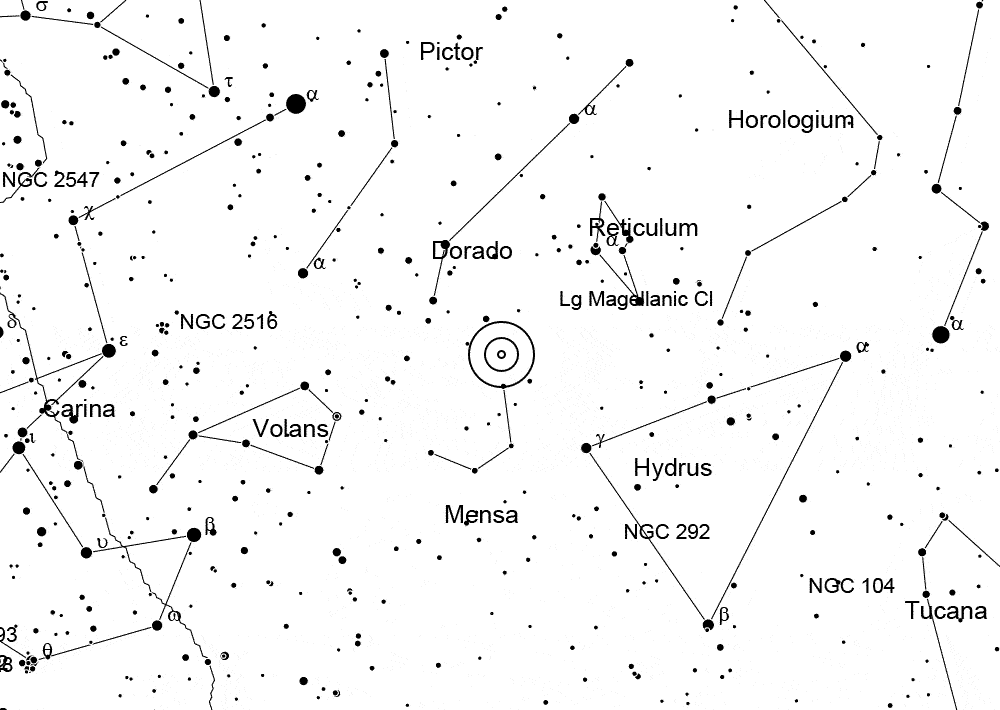 σ
Pictor
τ
α
α
Horologium
NGC 2547
χ
Reticulum
α
Dorado
α
Lg Magellanic Cl
δ
NGC 2516
α
ε
α
Carina
Volans
ι
γ
Hydrus
Mensa
β
NGC 292
υ
NGC 104
Tucana
ω
β
93
θ